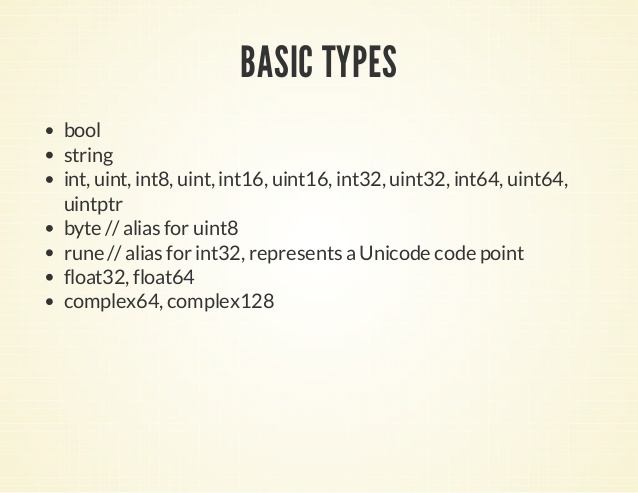 BASIC TYPES
• bool
• string
• int, uint, int8, uint, int16, uint16, int32, uint32, int64, uint64,
uintptr
• byte // alias for uint8
• rune // alias for int32, represents a Unicode code point
• float32, float64
• complex64, complex128